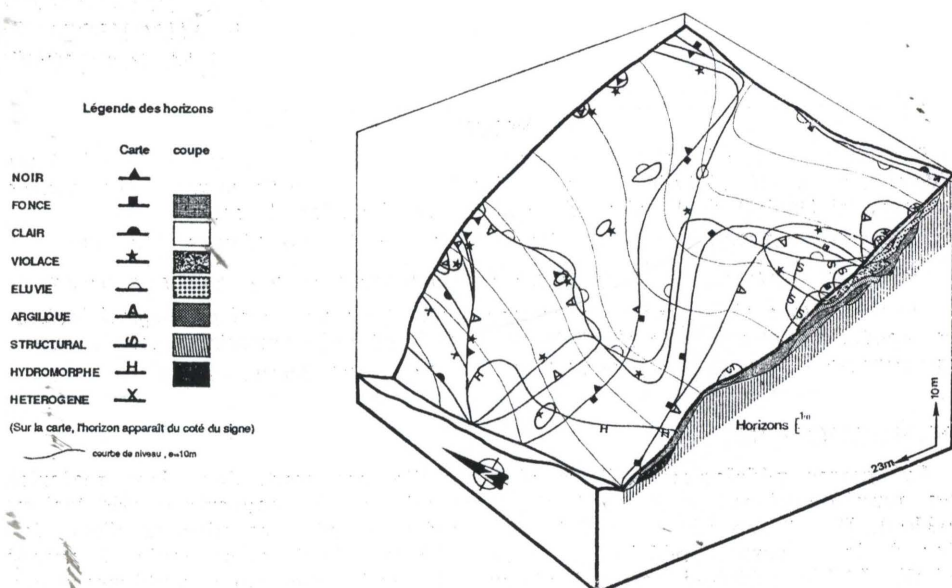 Légende des horizons
Carte coupe
NOIR
FONCE
CLAIR
VIOLACE
ELUVIE
ARGILIQUE A
STRUCTURAL S
HYDROMORPHE H
HETEROGENE X
(Sur la carte, l'horizon apparaît du coté du signe)
courbe de niveau , e=10m
A
A
A
A
A
A
A
S
S
S
S
S
S
X
X
H
A
H
H
A
N
Horizons [1m
10m
23m